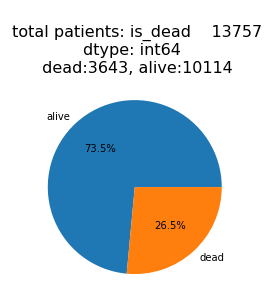 total patients: is_dead    13757
dtype: int64
dead:3643, alive:10114
alive
73.5%
26.5%
dead